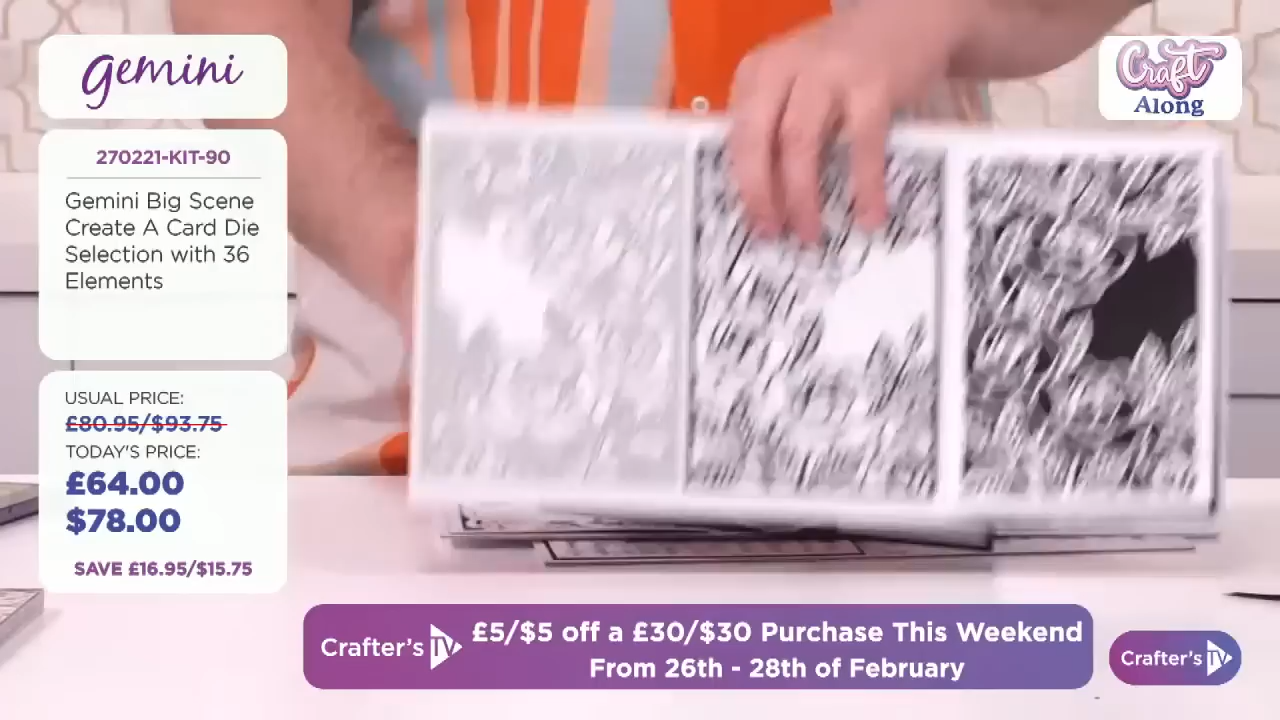 gemini
270221-KIT-90
Gemini Big Scene
Create A Card Die
Selection with 36
Elements
USUAL PRICE:
£80.95/$93.75
TODAY'S PRICE:
£64.00
$78.00
SAVE £16.95/$15.75
Craft
Along
Crafter's TV
£5/$5 off a £30/$30 Purchase This Weekend
From 26th - 28th of February
Crafter's TV